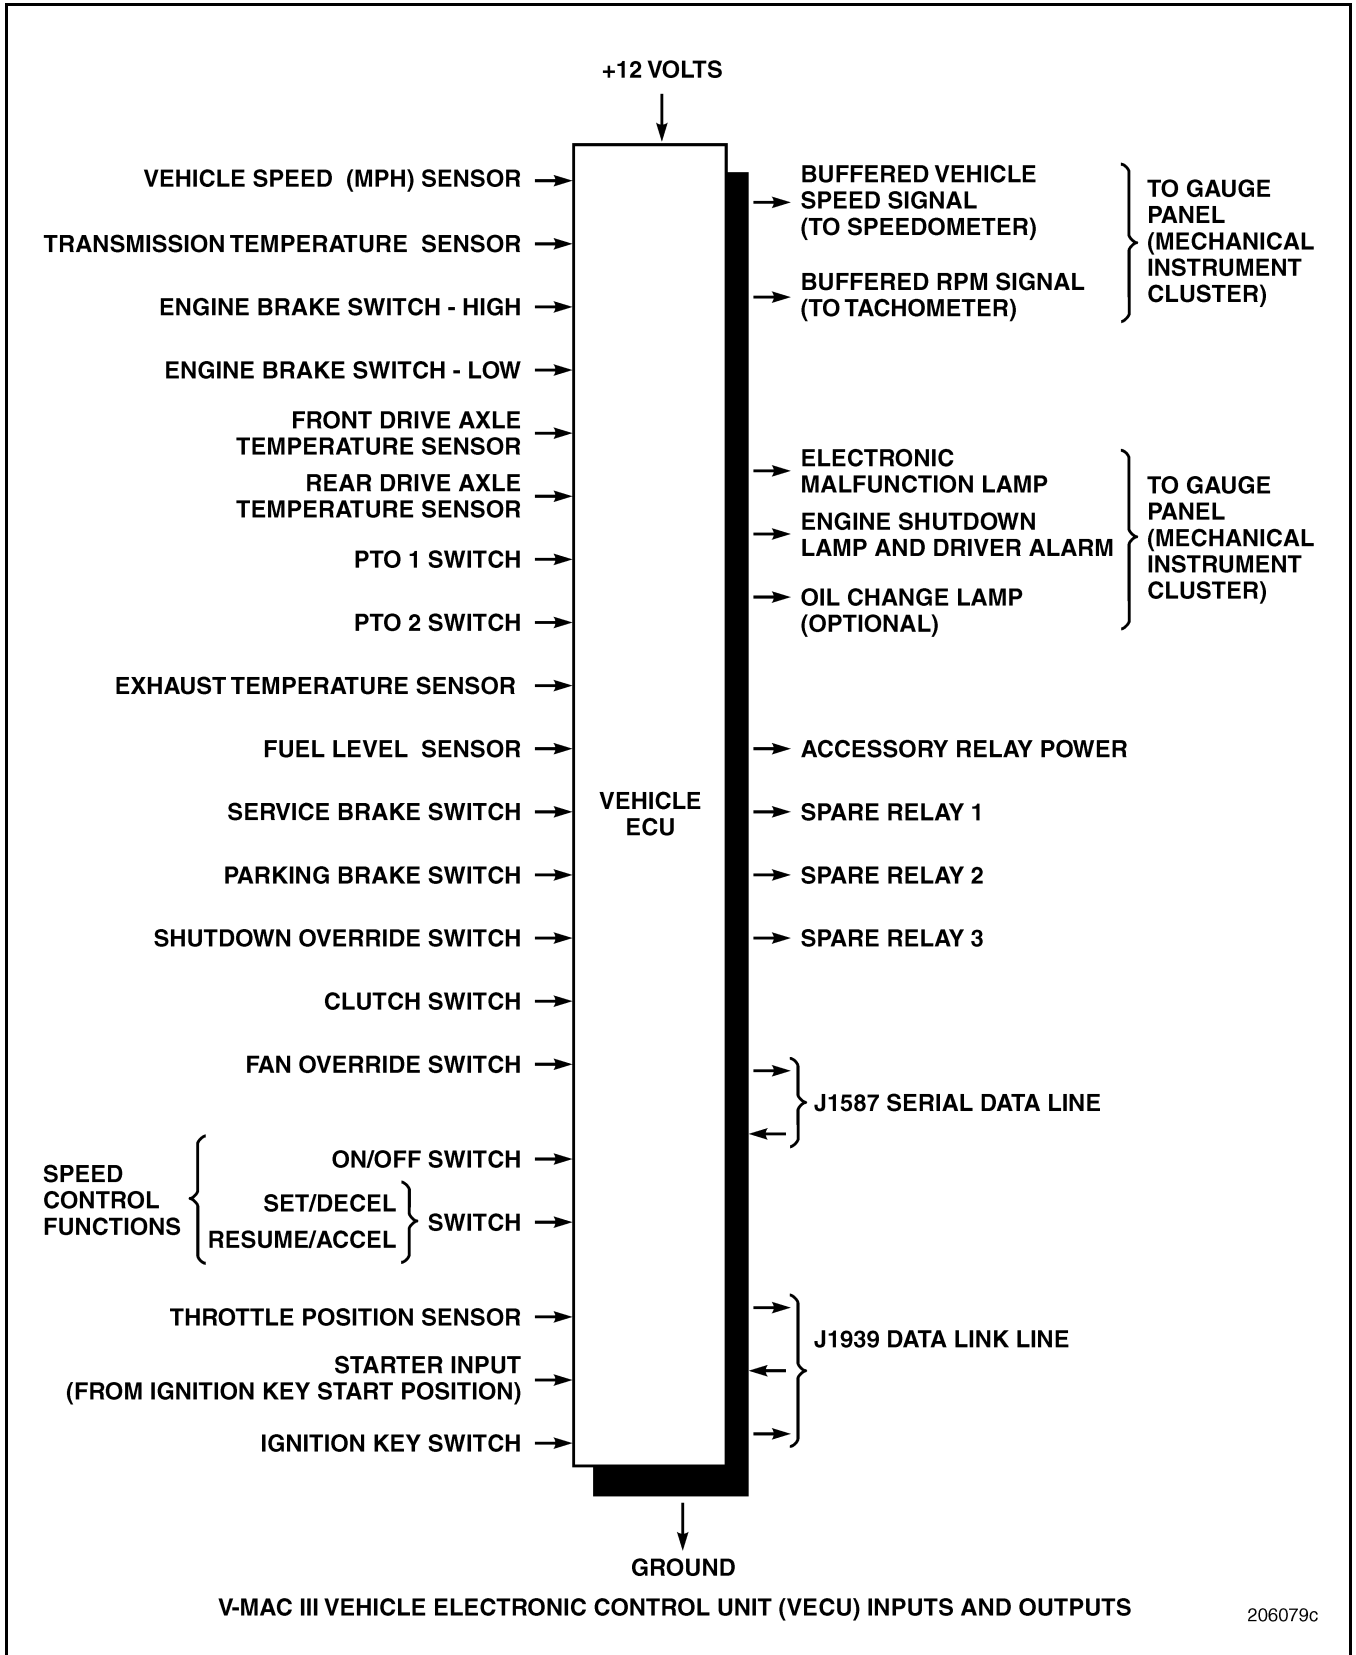 +12 VOLTS
VEHICLE SPEED (MPH) SENSOR
TRANSMISSION TEMPERATURE SENSOR
ENGINE BRAKE SWITCH - HIGH
ENGINE BRAKE SWITCH - LOW
FRONT DRIVE AXLE
TEMPERATURE SENSOR
REAR DRIVE AXLE
TEMPERATURE SENSOR
PTO 1 SWITCH
PTO 2 SWITCH
EXHAUST TEMPERATURE SENSOR
FUEL LEVEL SENSOR
SERVICE BRAKE SWITCH
PARKING BRAKE SWITCH
SHUTDOWN OVERRIDE SWITCH
CLUTCH SWITCH
FAN OVERRIDE SWITCH
SPEED
CONTROL
FUNCTIONS
ON/OFF SWITCH
SET/DECEL
RESUME/ACCEL
SWITCH
THROTTLE POSITION SENSOR
STARTER INPUT
(FROM IGNITION KEY START POSITION)
IGNITION KEY SWITCH
VEHICLE
ECU
BUFFERED VEHICLE
SPEED SIGNAL
(TO SPEEDOMETER)
BUFFERED RPM SIGNAL
(TO TACHOMETER)
TO GAUGE
PANEL
(MECHANICAL
INSTRUMENT
CLUSTER)
ELECTRONIC
MALFUNCTION LAMP
ENGINE SHUTDOWN
LAMP AND DRIVER ALARM
OIL CHANGE LAMP
(OPTIONAL)
TO GAUGE
PANEL
(MECHANICAL
INSTRUMENT
CLUSTER)
ACCESSORY RELAY POWER
SPARE RELAY 1
SPARE RELAY 2
SPARE RELAY 3
J1587 SERIAL DATA LINE
J1939 DATA LINK LINE
GROUND
V-MAC III VEHICLE ELECTRONIC CONTROL UNIT (VECU) INPUTS AND OUTPUTS
206079c